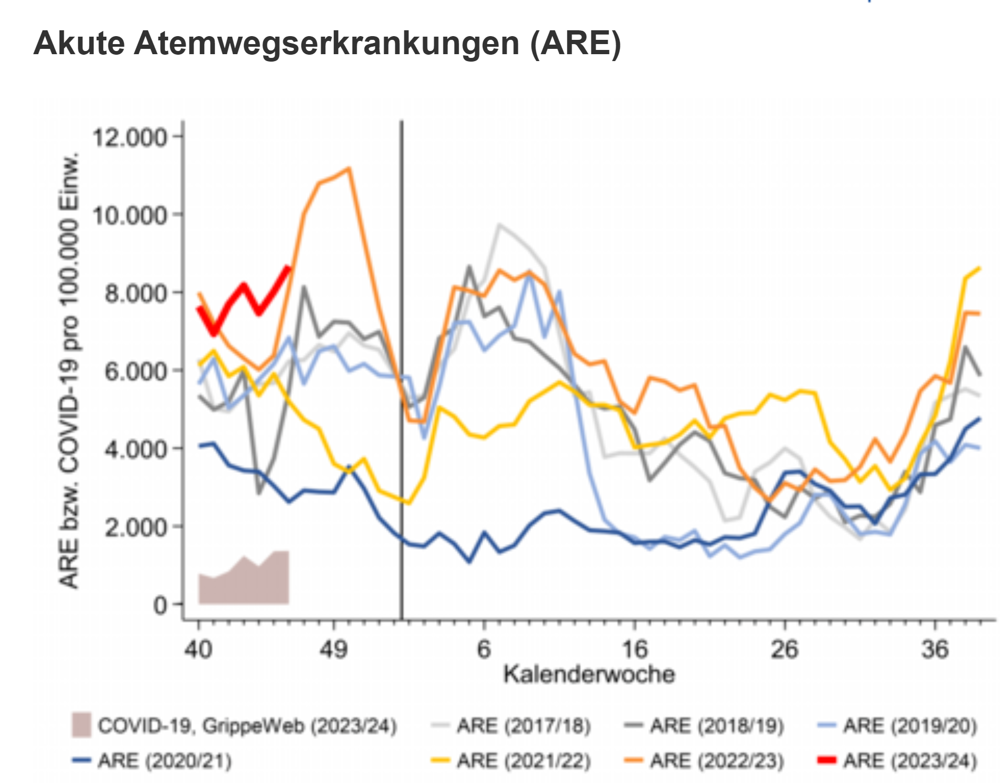 Akute Atemwegserkrankungen (ARE)
ARE bzw. COVID-19 pro 100.000 Einw.
12.000
10.000
8.000
6.000
4.000
2.000
0
40 49 6 16 26 36
Kalenderwoche
COVID-19, GrippeWeb (2023/24) ARE (2017/18) ARE (2018/19) ARE (2019/20)
ARE (2020/21) ARE (2021/22) ARE (2022/23) ARE (2023/24)